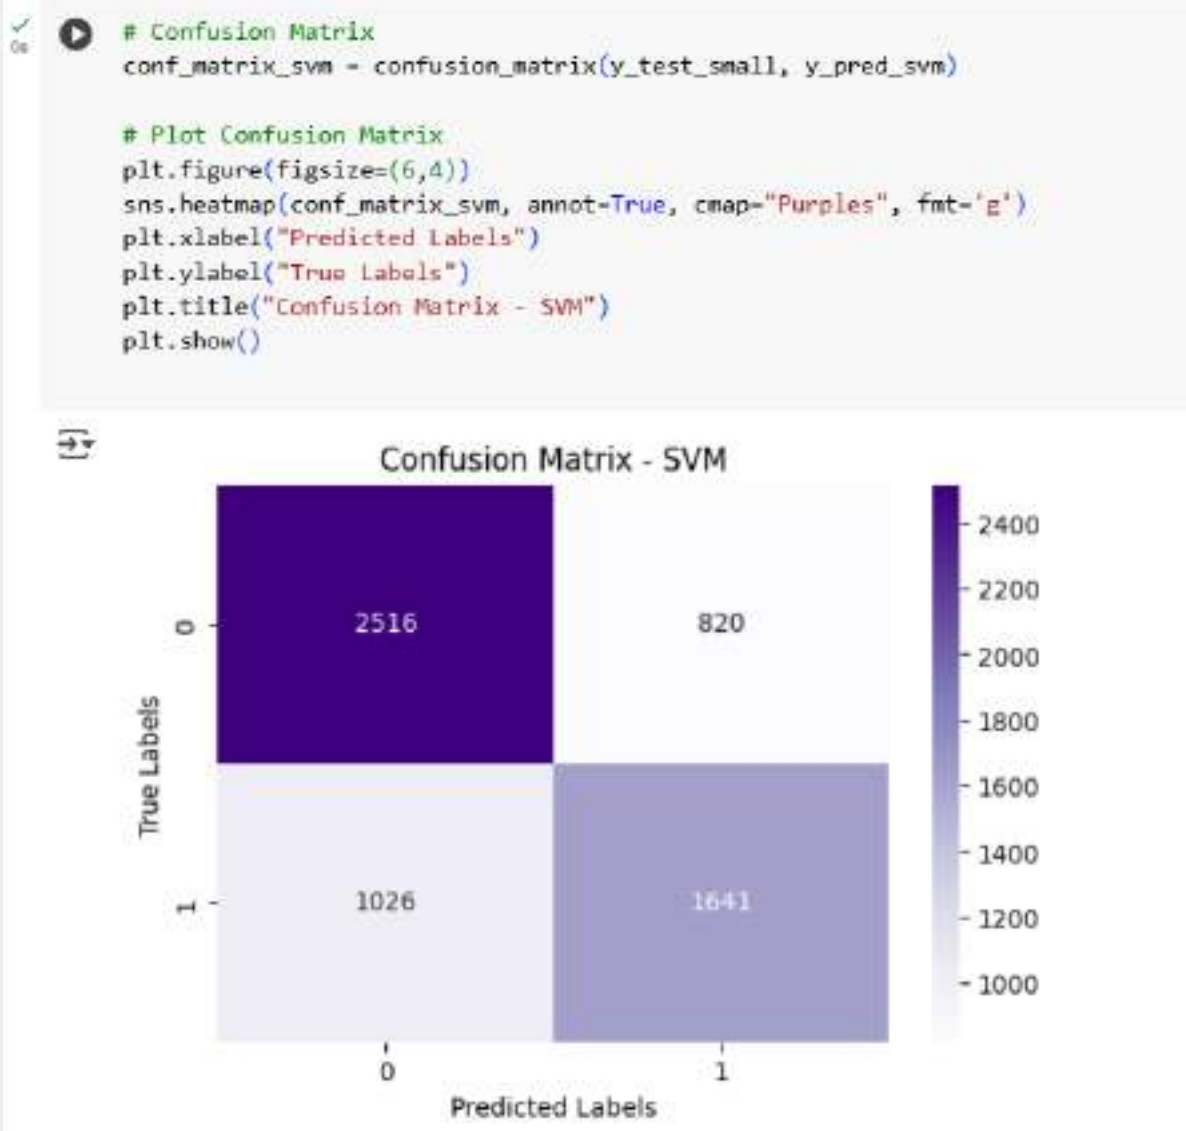 0s
# Confusion Matrix
conf_matrix_svm = confusion_matrix(y_test_small, y_pred_svm)
# Plot Confusion Matrix
plt.figure(figsize=(6,4))
sns.heatmap(conf_matrix_svm, annot=True, cmap="Purples", fmt='g')
plt.xlabel("Predicted Labels")
plt.ylabel("True Labels")
plt.title("Confusion Matrix - SVM")
plt.show()
Confusion Matrix - SVM
2400
2200
2000
1800
1600
1400
1200
1000
True Labels
0
2516
820
1
1026
1641
0
1
Predicted Labels